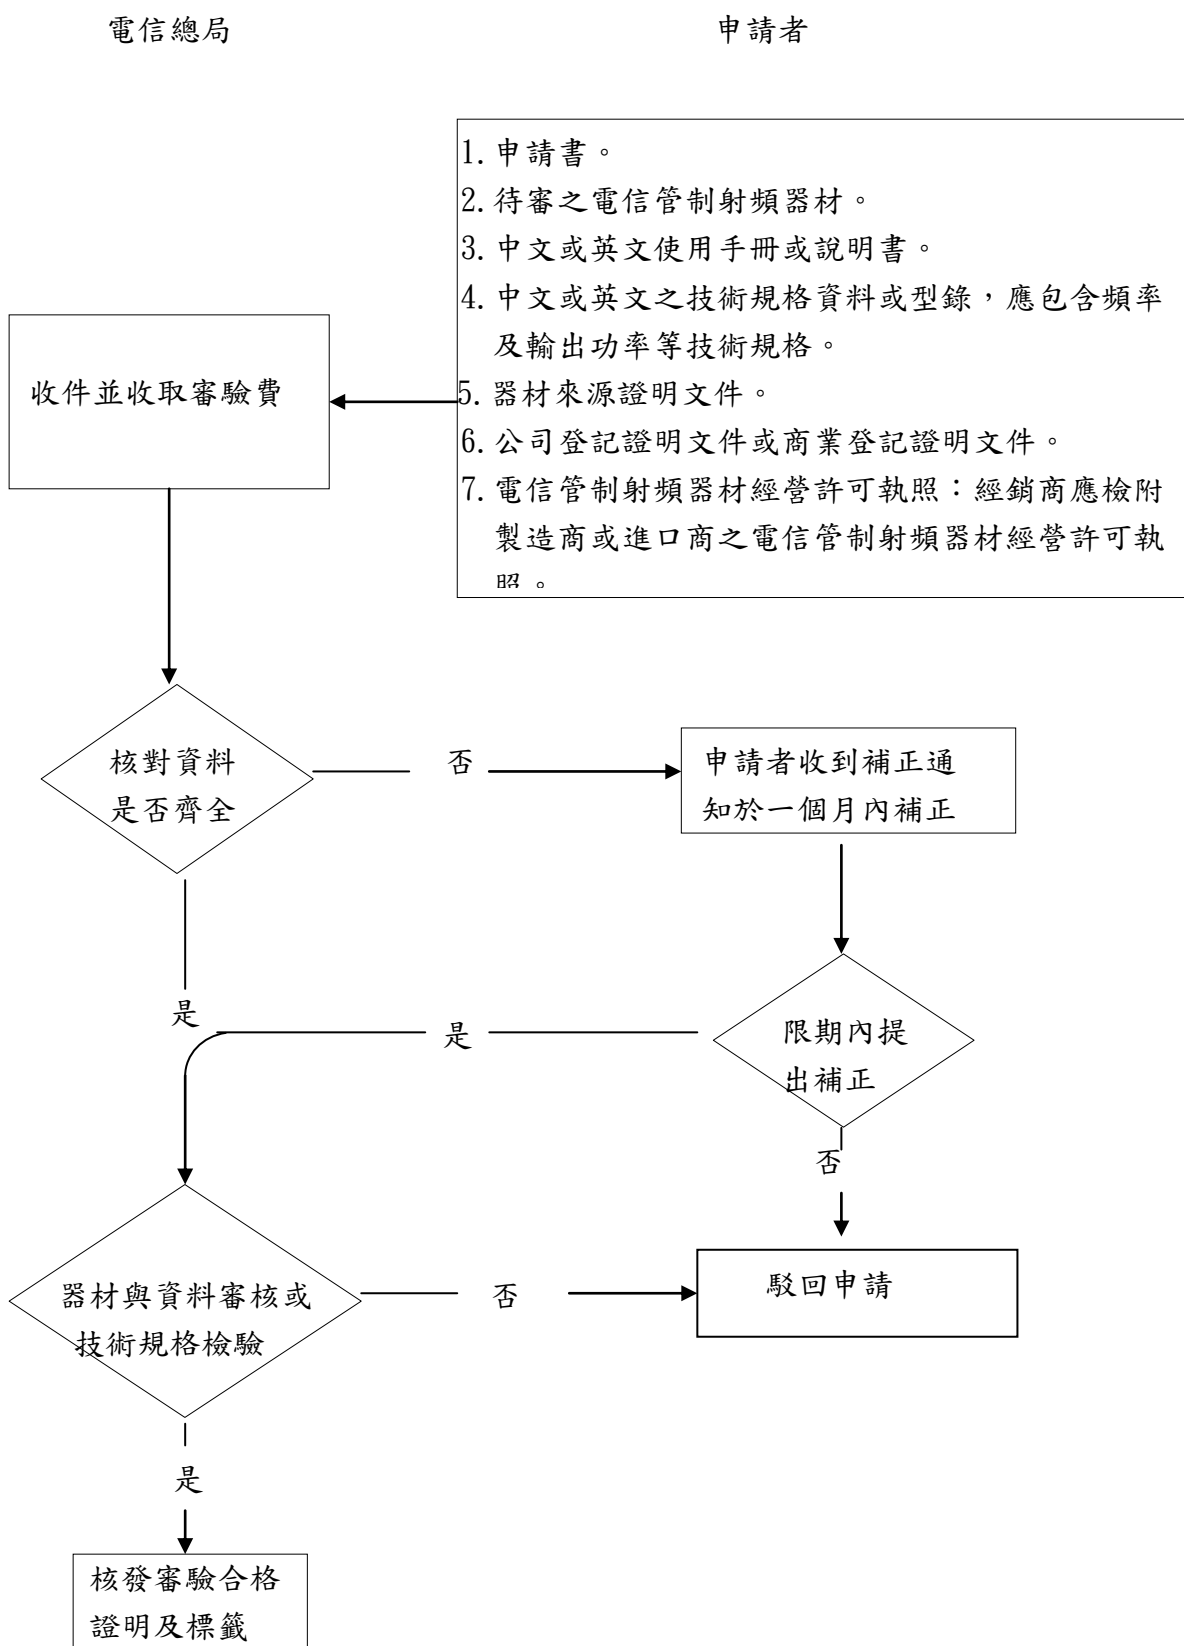 電信總局
申請者
1.申請書。
2.待審之電信管制射頻器材。
3.中文或英文使用手冊或說明書。
4.中文或英文之技術規格資料或型錄，應包含頻率
及輸出功率等技術規格。
收件並收取審驗費
5.器材來源證明文件。
6.公司登記證明文件或商業登記證明文件。
7.電信管制射頻器材經營許可執照：經銷商應檢附
製造商或進口商之電信管制射頻器材經營許可執
照。
核對資料
是否齊全
否
申請者收到補正通
知於一個月內補正
是
是
限期內提
出補正
否
器材與資料審核或
技術規格檢驗
否
駁回申請
是
核發審驗合格
證明及標籤